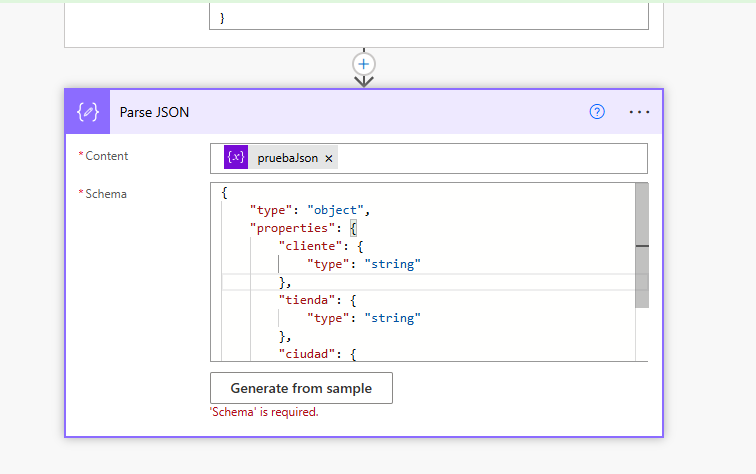 }
Parse JSON
* Content
{x} pruebaJson ×
* Schema
{
"type": "object",
"properties": {
"cliente": {
"type": "string"
},
"tienda": {
"type": "string"
},
"ciudad": {
Generate from sample
'Schema' is required.